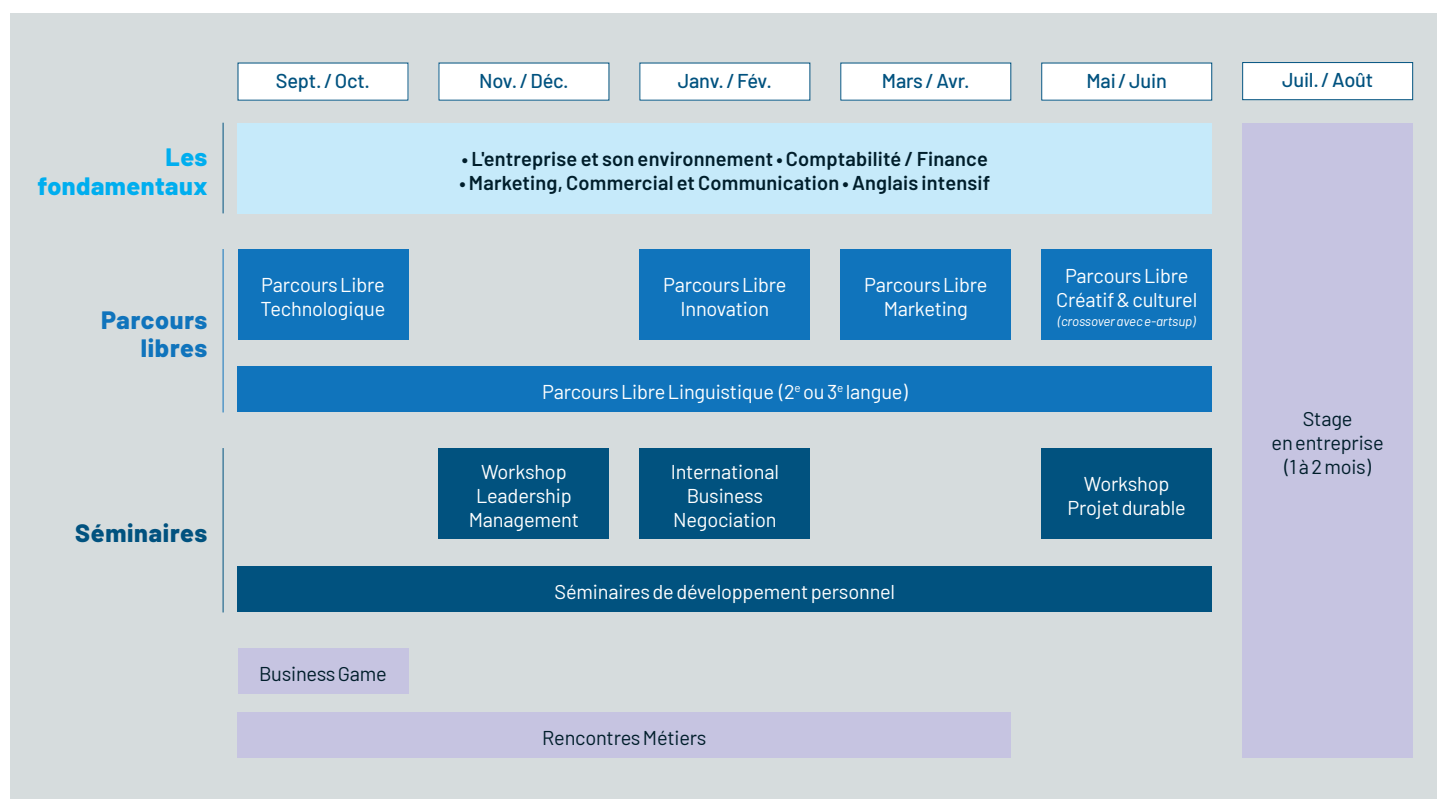 Sept. / Oct.
Nov. / Déc.
Janv. / Fév.
Mars / Avr.
Mai / Juin
Juil. / Août
Les
fondamentaux
• L'entreprise et son environnement • Comptabilité / Finance
• Marketing, Commercial et Communication • Anglais intensif
Parcours
libres
Parcours Libre
Technologique
Parcours Libre
Innovation
Parcours Libre
Marketing
Parcours Libre
Créatif & culturel
(crossover avec e-artsup)
Parcours Libre Linguistique (2e ou 3e langue)
Stage
en entreprise
(1 à 2 mois)
Séminaires
Workshop
Leadership
Management
International
Business
Negociation
Workshop
Projet durable
Séminaires de développement personnel
Business Game
Rencontres Métiers